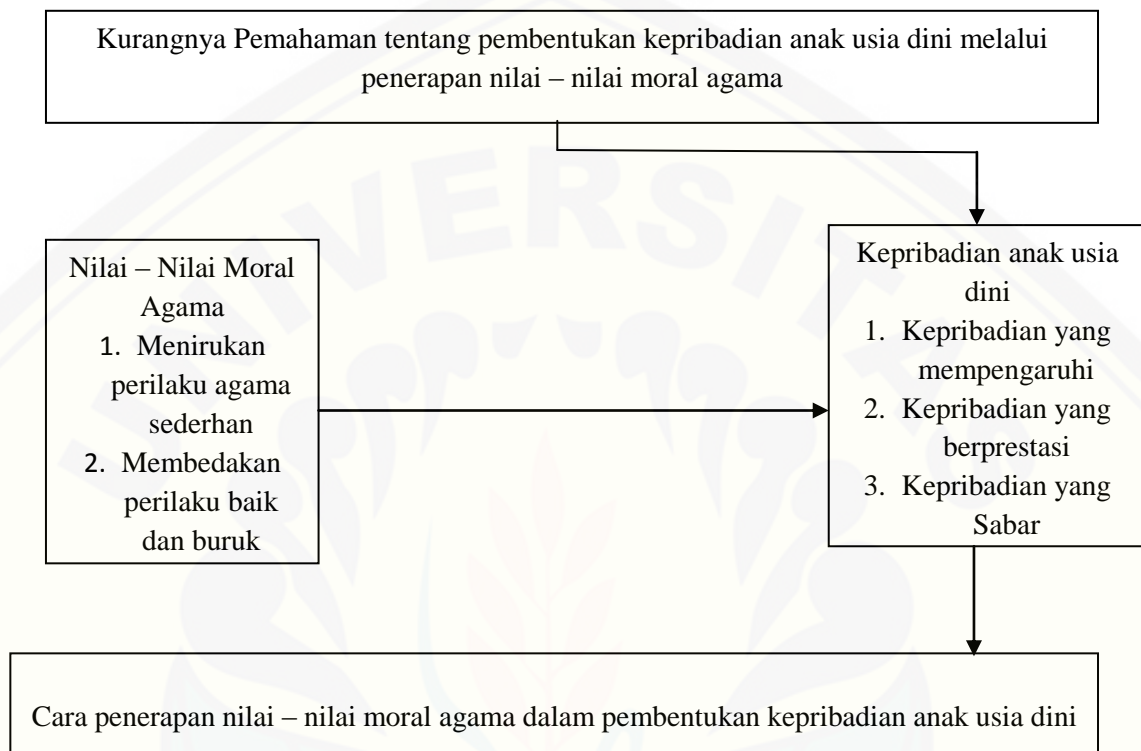 Kurangnya Pemahaman tentang pembentukan kepribadian anak usia dini melalui
penerapan nilai – nilai moral agama
Nilai – Nilai Moral
Agama
1. Menirukan
perilaku agama
sederhan
2. Membedakan
perilaku baik
dan buruk
Kepribadian anak usia
dini
1. Kepribadian yang
mempengaruhi
2. Kepribadian yang
berprestasi
3. Kepribadian yang
Sabar
Cara penerapan nilai – nilai moral agama dalam pembentukan kepribadian anak usia dini
UNIVERSITAS